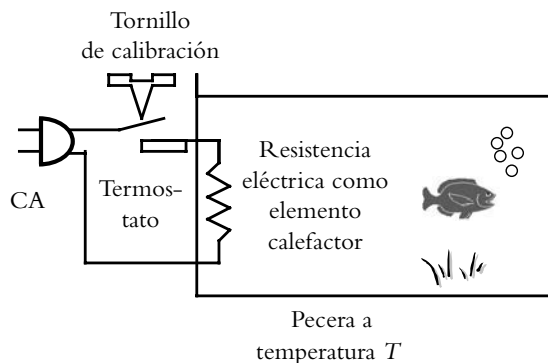 Tornillo
de calibración
CA
Termos-
tato
Resistencia
eléctrica como
elemento
calefactor
Pecera a
temperatura T